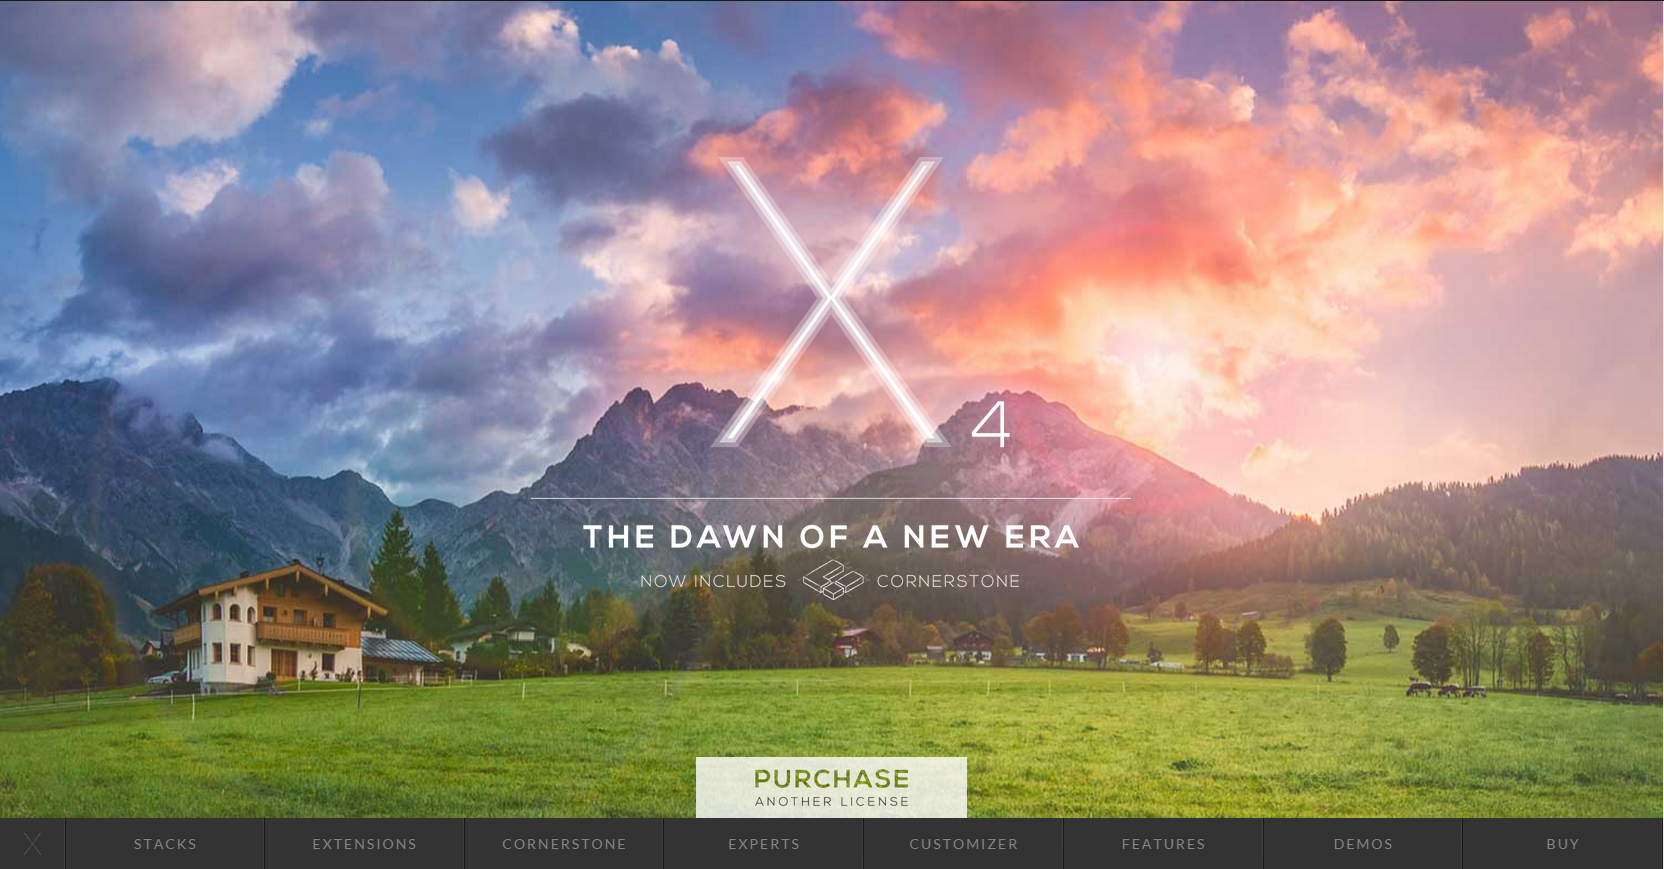 X
4
THE DAWN OF A NEW ERA
NOW INCLUDES CORNERSTONE
PURCHASE
ANOTHER LICENSE
X STACKS EXTENSIONS CORNERSTONE EXPERTS CUSTOMIZER FEATURES DEMOS BUY